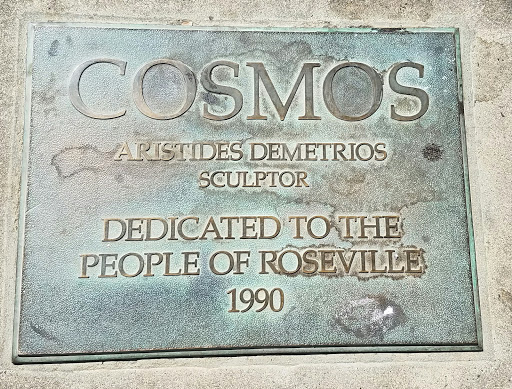 COSMOS
ARISTIDES DEMETRIOS
SCULPTOR
DEDICATED TO THE
PEOPLE OF ROSEVILLE
1990